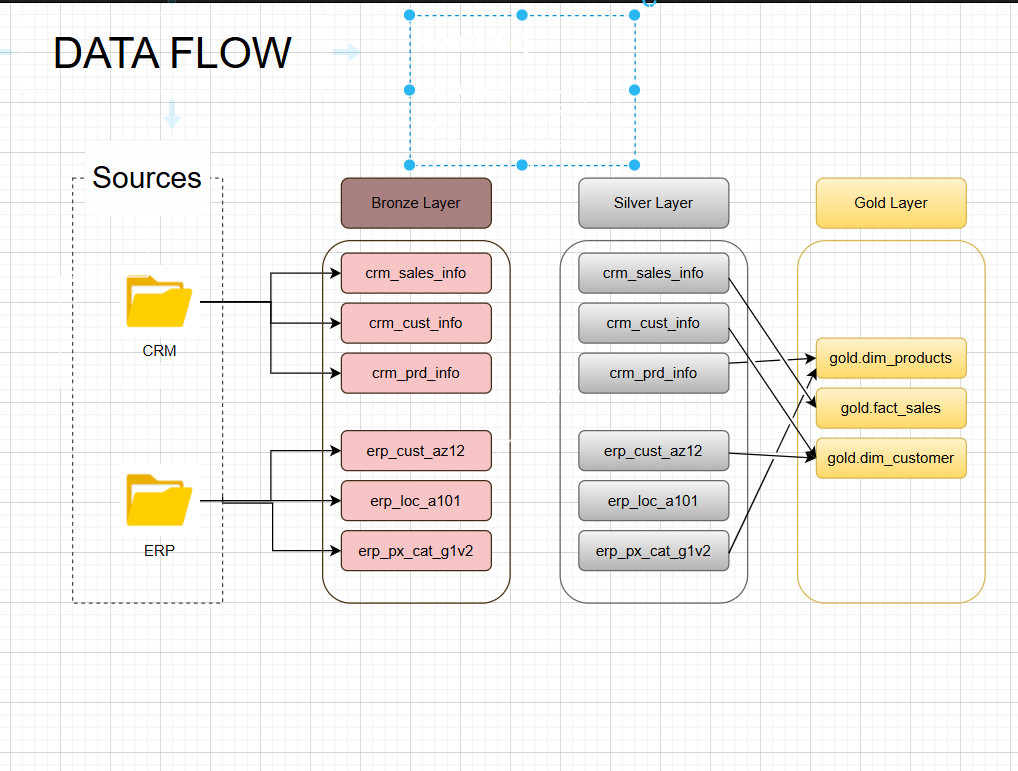 DATA FLOW
Sources
Bronze Layer
Silver Layer
Gold Layer
crm_sales_info
crm_cust_info
crm_prd_info
erp_cust_az12
erp_loc_a101
erp_px_cat_g1v2
crm_sales_info
crm_cust_info
crm_prd_info
erp_cust_az12
erp_loc_a101
erp_px_cat_g1v2
gold.dim_products
gold.fact_sales
gold.dim_customer
CRM
ERP